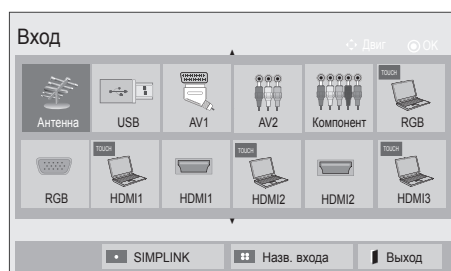 Вход
Двиг OK
TOUCH
Антенна USB AV1 AV2 Компонент RGB
TOUCH TOUCH TOUCH
RGB HDMI1 HDMI1 HDMI2 HDMI2 HDMI3
SIMPLINK Назв. входа Выход